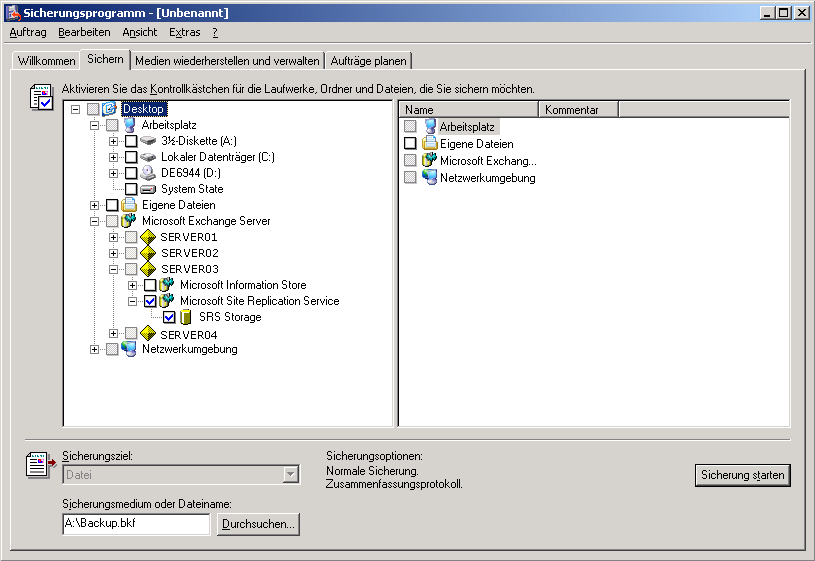 Sicherungsprogramm - [Unbenannt]
Auftrag Bearbeiten Ansicht Extras ?
Willkommen Sichern Medien wiederherstellen und verwalten Aufträge planen
Aktivieren Sie das Kontrollkästchen für die Laufwerke, Ordner und Dateien, die Sie sichern möchten.
Desktop
Arbeitsplatz
3½-Diskette (A:)
Lokaler Datenträger (C:)
DE6944 (D:)
System State
Eigene Dateien
Microsoft Exchange Server
SERVER01
SERVER02
SERVER03
Microsoft Information Store
Microsoft Site Replication Service
SRS Storage
SERVER04
Netzwerkumgebung
Name Kommentar
Arbeitsplatz
Eigene Dateien
Microsoft Exchang...
Netzwerkumgebung
Sicherungsziel:
Datei
Sicherungsmedium oder Dateiname:
A:\Backup.bkf Durchsuchen...
Sicherungsoptionen:
Normale Sicherung.
Zusammenfassungsprotokoll.
Sicherung starten